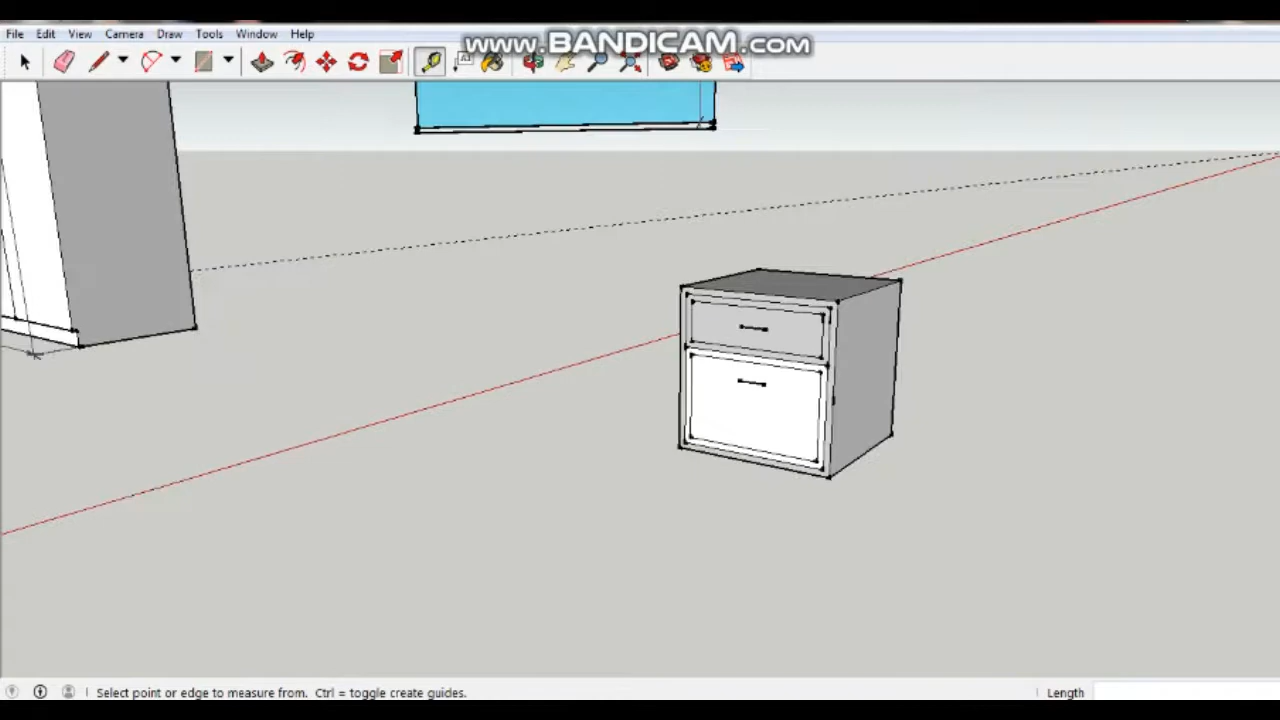 File Edit View Camera Draw Tools Window Help
www.BANDICAM.com
Select point or edge to measure from. Ctrl = toggle create guides.
Length